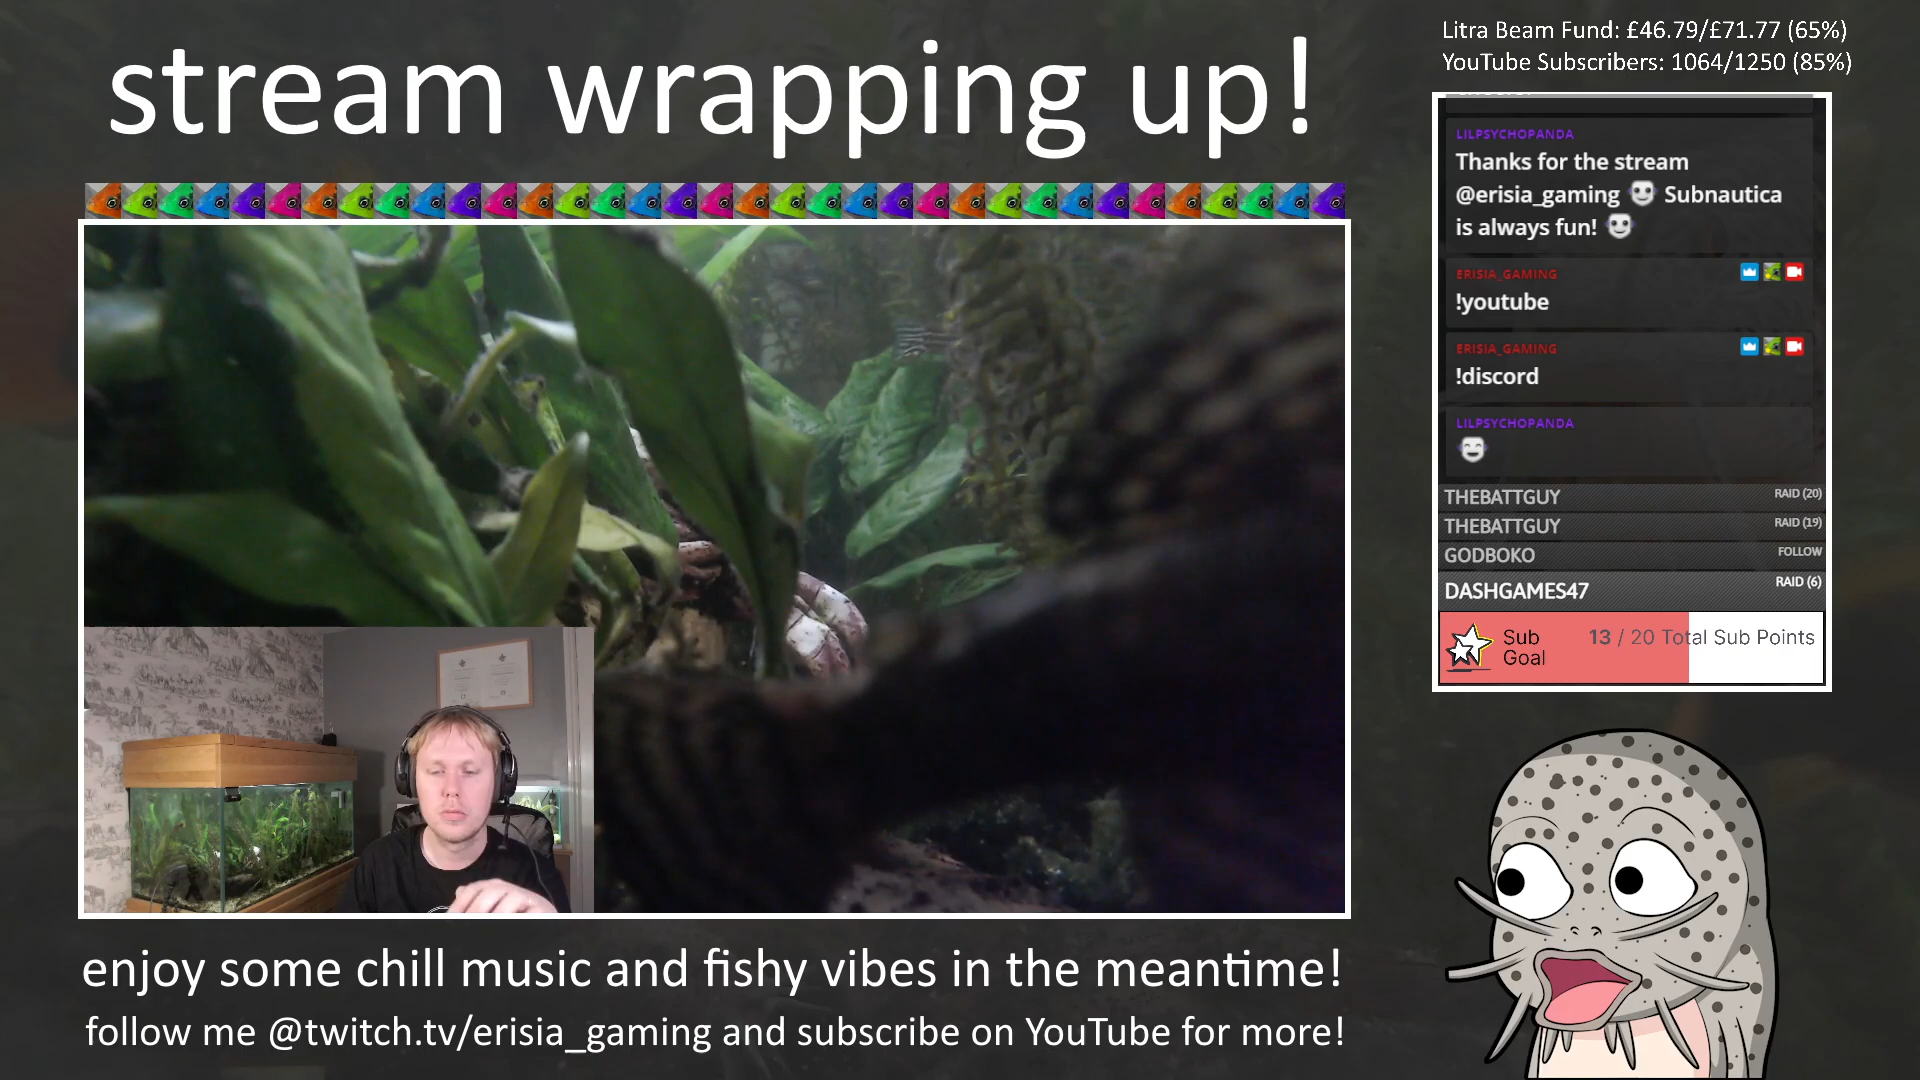 stream wrapping up!
Litra Beam Fund: £46.79/£71.77 (65%)
YouTube Subscribers: 1064/1250 (85%)
LILPSYCHOPANDA
Thanks for the stream
@erisia_gaming Subnautica
is always fun!
ERISIA_GAMING
!youtube
ERISIA_GAMING
!discord
LILPSYCHOPANDA
THEBATTGUY RAID (20)
THEBATTGUY RAID (19)
GODBOKO FOLLOW
DASHGAMES47 RAID (6)
Sub Goal 13 / 20 Total Sub Points
enjoy some chill music and fishy vibes in the meantime!
follow me @twitch.tv/erisia_gaming and subscribe on YouTube for more!